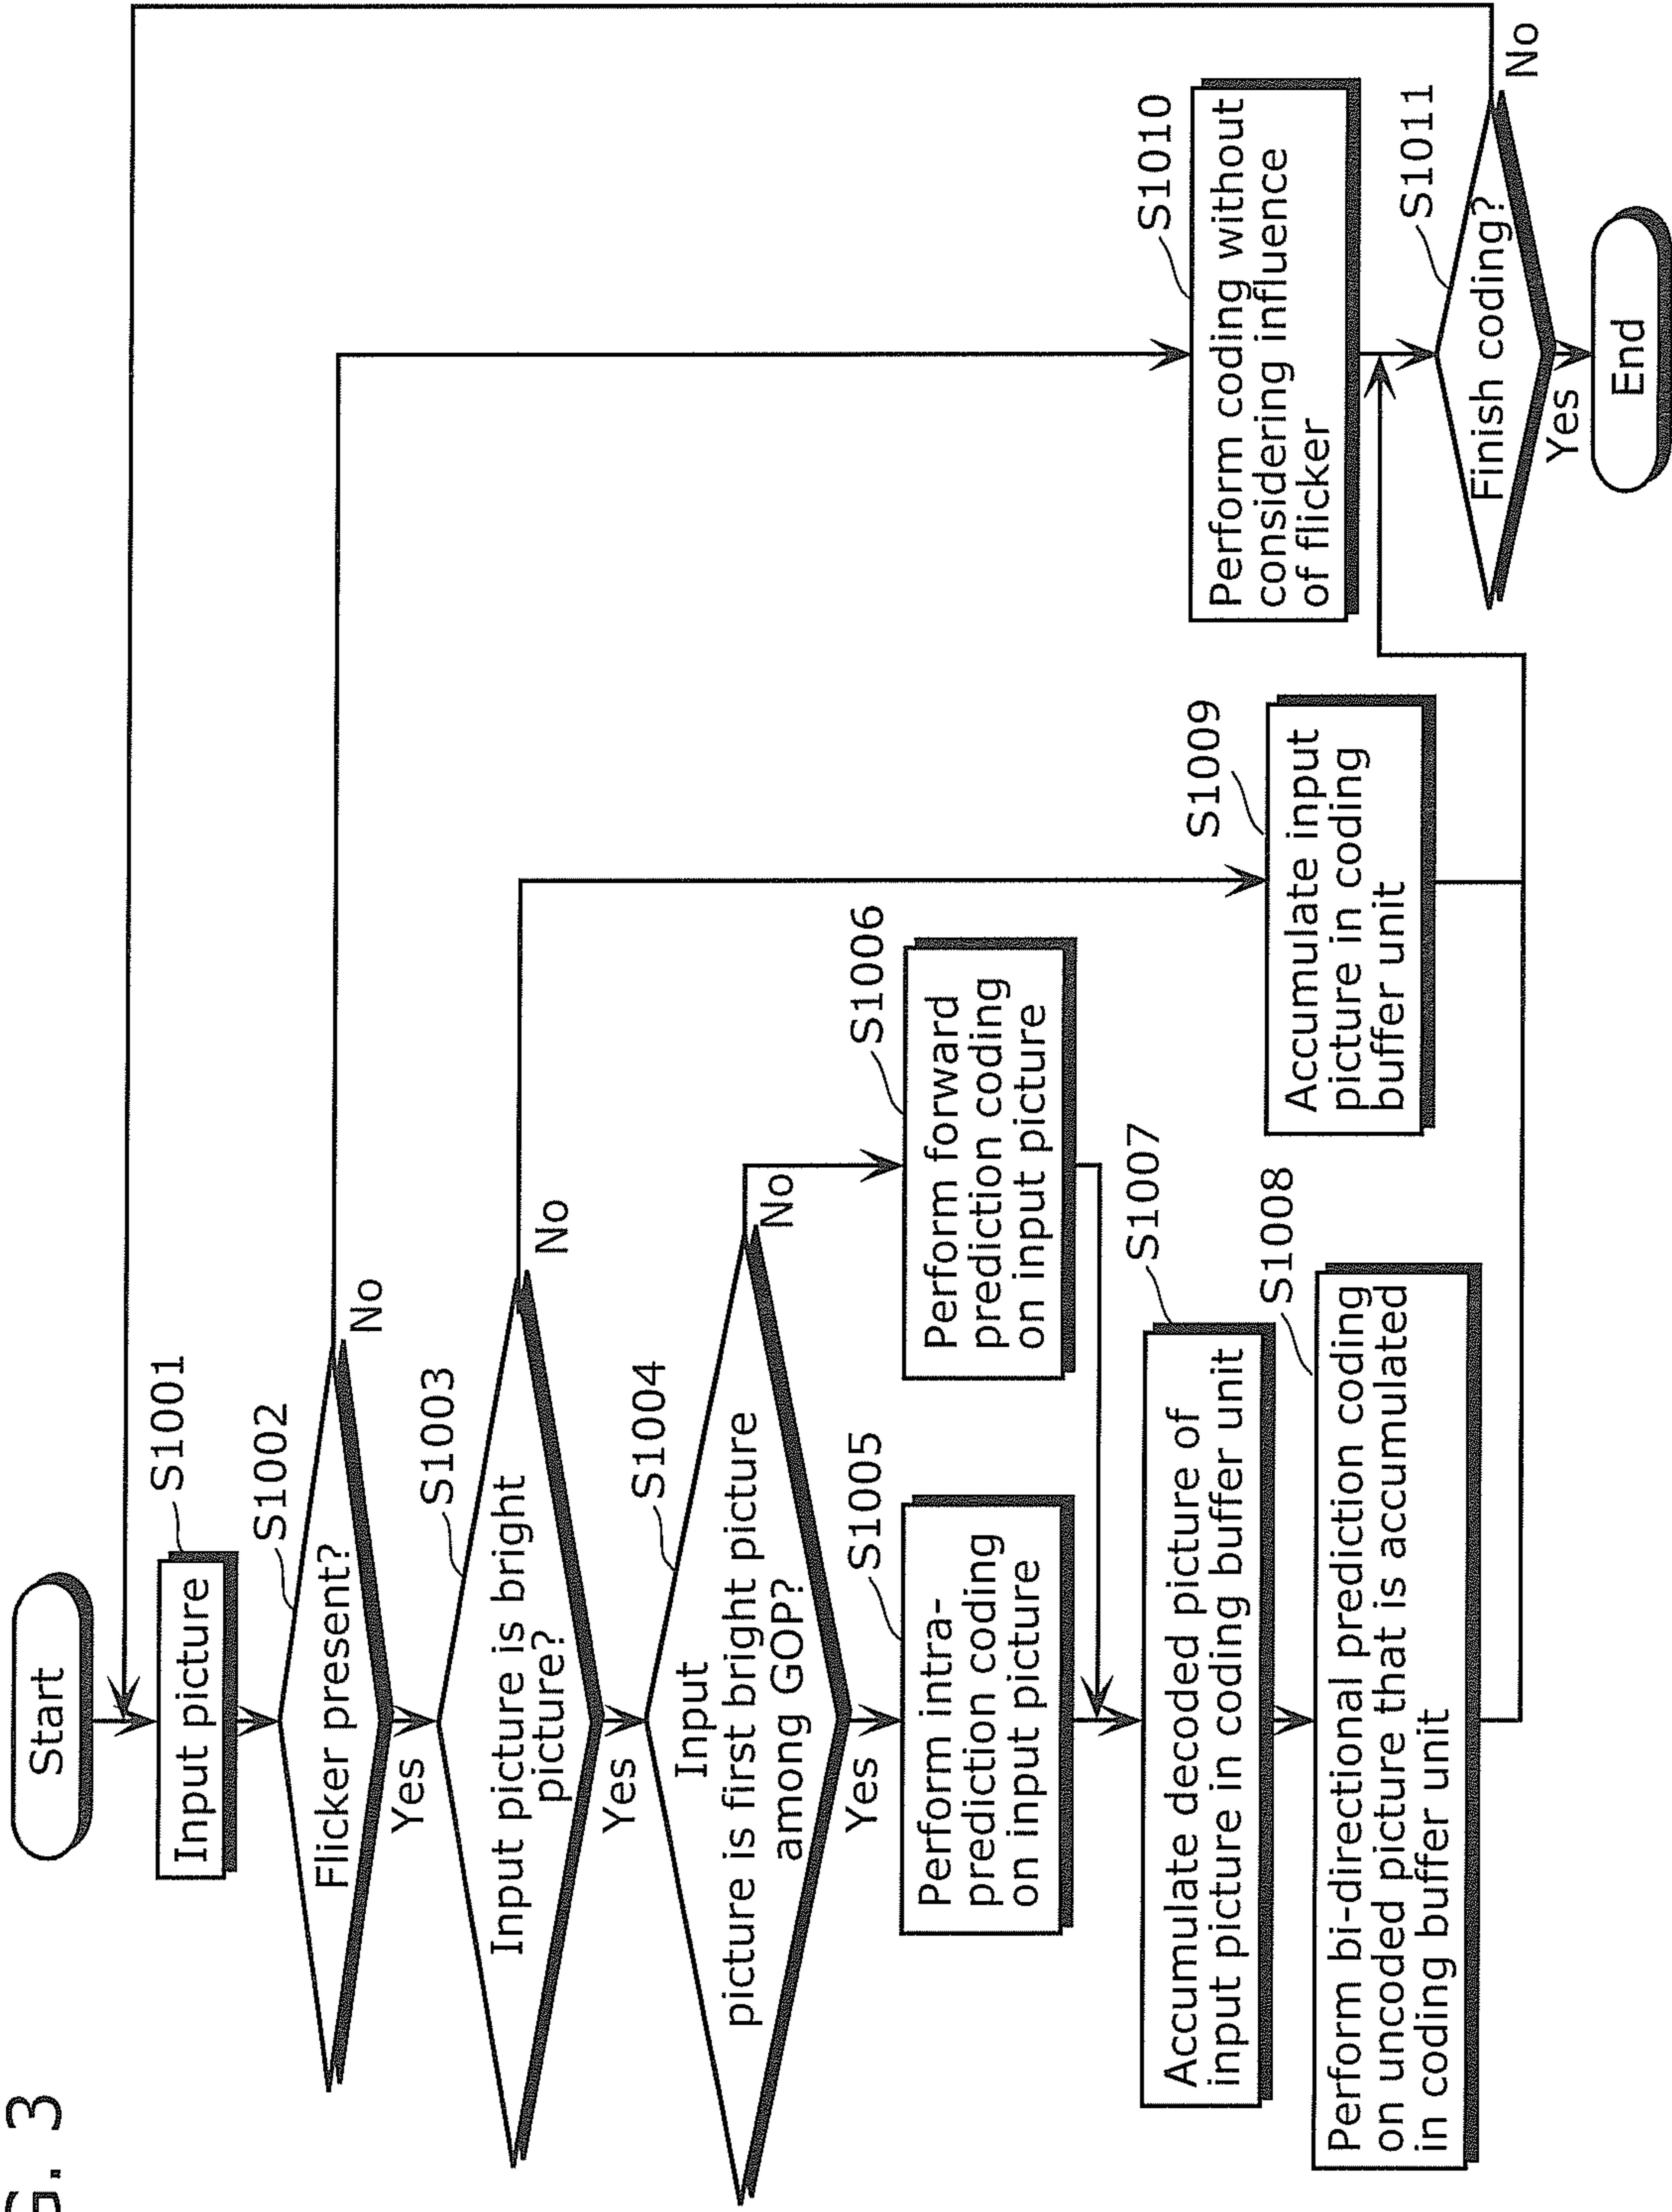 G. 3
Start
Input picture
S1001
Flicker present?
S1002
Yes
No
Input picture is bright
picture?
S1003
Yes
No
Input
picture is first bright picture
among GOP?
S1004
Yes
No
Perform intra-
prediction coding
on input picture
S1005
Perform forward
prediction coding
on input picture
S1006
Accumulate decoded picture of
input picture in coding buffer unit
S1007
Perform bi-directional prediction coding
on uncoded picture that is accumulated
in coding buffer unit
S1008
Accumulate input
picture in coding
buffer unit
S1009
Perform coding without
considering influence
of flicker
S1010
Finish coding?
S1011
No
Yes
End